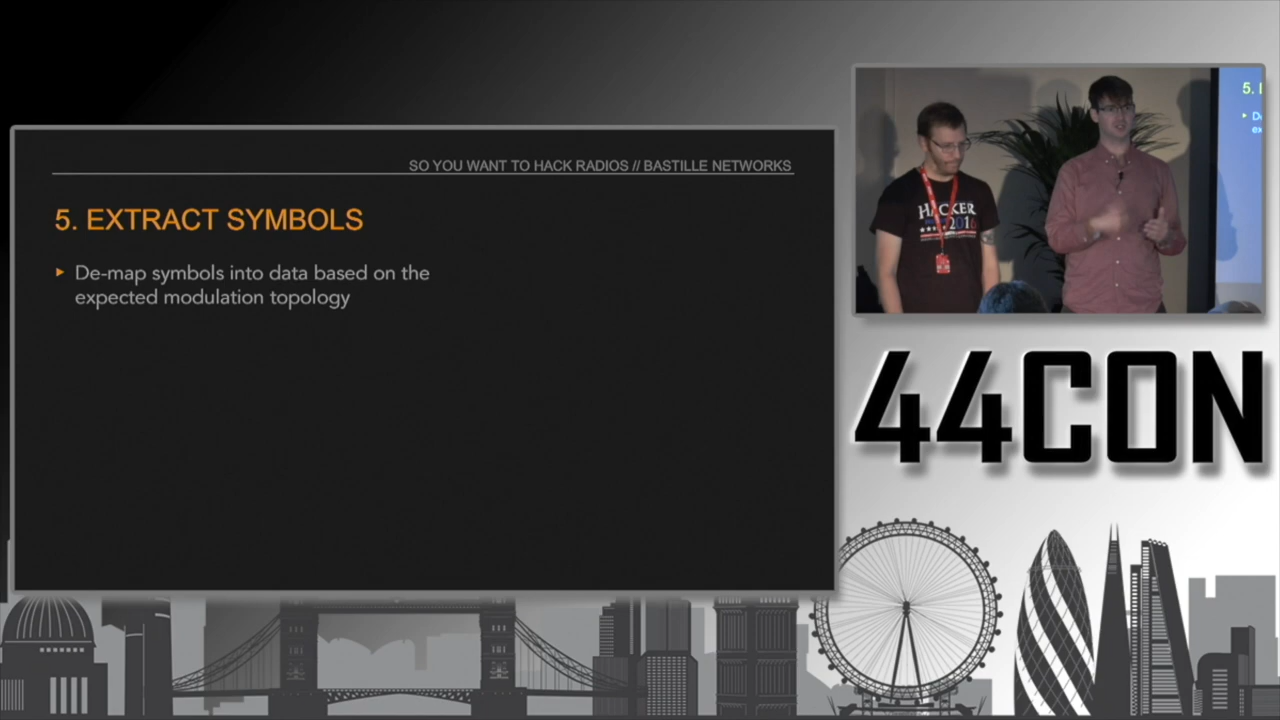 SO YOU WANT TO HACK RADIOS // BASTILLE NETWORKS
5. EXTRACT SYMBOLS
De-map symbols into data based on the
expected modulation topology
HACKER
2016
5.
44CON